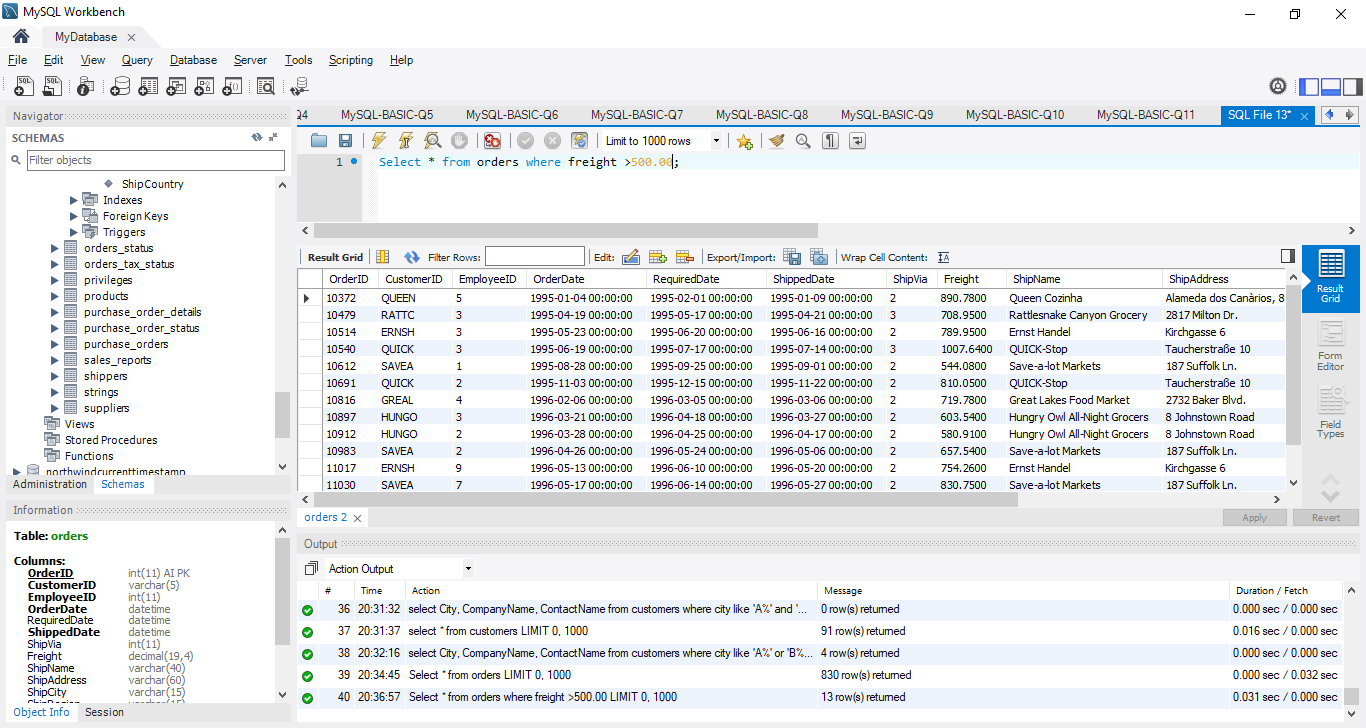 MySQL Workbench
MyDatabase
File Edit View Query Database Server Tools Scripting Help
Navigator
SCHEMAS
Filter objects
ShipCountry
Indexes
Foreign Keys
Triggers
orders_status
orders_tax_status
privileges
products
purchase_order_details
purchase_order_status
purchase_orders
sales_reports
shippers
strings
suppliers
Views
Stored Procedures
Functions
northwindcurrenttimestamp
Administration Schemas
Information
Table: orders
Columns:
OrderID int(11) AI PK
CustomerID varchar(5)
EmployeeID int(11)
OrderDate datetime
RequiredDate datetime
ShippedDate datetime
ShipVia int(11)
Freight decimal(19,4)
ShipName varchar(40)
ShipAddress varchar(60)
ShipCity varchar(15)
ShipRegion varchar(15)
Object Info Session
Q4 MySQL-BASIC-Q5 MySQL-BASIC-Q6 MySQL-BASIC-Q7 MySQL-BASIC-Q8 MySQL-BASIC-Q9 MySQL-BASIC-Q10 MySQL-BASIC-Q11 SQL File 13*
Limit to 1000 rows
1 Select * from orders where freight >500.00;
Result Grid Filter Rows: Edit: Export/Import: Wrap Cell Content: IA
OrderID CustomerID EmployeeID OrderDate RequiredDate ShippedDate ShipVia Freight ShipName ShipAddress
10372 QUEEN 5 1995-01-04 00:00:00 1995-02-01 00:00:00 1995-01-09 00:00:00 2 890.7800 Queen Cozinha Alameda dos Canàrios, 8
10479 RATTC 3 1995-04-19 00:00:00 1995-05-17 00:00:00 1995-04-21 00:00:00 3 708.9500 Rattlesnake Canyon Grocery 2817 Milton Dr.
10514 ERNSH 3 1995-05-23 00:00:00 1995-06-20 00:00:00 1995-06-16 00:00:00 2 789.9500 Ernst Handel Kirchgasse 6
10540 QUICK 3 1995-06-19 00:00:00 1995-07-17 00:00:00 1995-07-14 00:00:00 3 1007.6400 QUICK-Stop Taucherstraße 10
10612 SAVEA 1 1995-08-28 00:00:00 1995-09-25 00:00:00 1995-09-01 00:00:00 2 544.0800 Save-a-lot Markets 187 Suffolk Ln.
10691 QUICK 2 1995-11-03 00:00:00 1995-12-15 00:00:00 1995-11-22 00:00:00 2 810.0500 QUICK-Stop Taucherstraße 10
10816 GREAL 4 1996-02-06 00:00:00 1996-03-05 00:00:00 1996-03-06 00:00:00 2 719.7800 Great Lakes Food Market 2732 Baker Blvd.
10897 HUNGO 3 1996-03-21 00:00:00 1996-04-18 00:00:00 1996-03-27 00:00:00 2 603.5400 Hungry Owl All-Night Grocers 8 Johnstown Road
10912 HUNGO 2 1996-03-28 00:00:00 1996-04-25 00:00:00 1996-04-17 00:00:00 2 580.9100 Hungry Owl All-Night Grocers 8 Johnstown Road
10983 SAVEA 2 1996-04-26 00:00:00 1996-05-24 00:00:00 1996-05-06 00:00:00 2 657.5400 Save-a-lot Markets 187 Suffolk Ln.
11017 ERNSH 9 1996-05-13 00:00:00 1996-06-10 00:00:00 1996-05-20 00:00:00 2 754.2600 Ernst Handel Kirchgasse 6
11030 SAVEA 7 1996-05-17 00:00:00 1996-06-14 00:00:00 1996-05-27 00:00:00 2 830.7500 Save-a-lot Markets 187 Suffolk Ln.
Result
Grid
Form
Editor
Field
Types
orders 2
Apply Revert
Output
Action Output
# Time Action Message Duration / Fetch
36 20:31:32 select City, CompanyName, ContactName from customers where city like 'A%' and '... 0 row(s) returned 0.000 sec / 0.000 sec
37 20:31:37 select * from customers LIMIT 0, 1000 91 row(s) returned 0.016 sec / 0.000 sec
38 20:32:16 select City, CompanyName, ContactName from customers where city like 'A%' or 'B%... 4 row(s) returned 0.000 sec / 0.000 sec
39 20:34:45 Select * from orders LIMIT 0, 1000 830 row(s) returned 0.000 sec / 0.032 sec
40 20:36:57 Select * from orders where freight >500.00 LIMIT 0, 1000 13 row(s) returned 0.031 sec / 0.000 sec